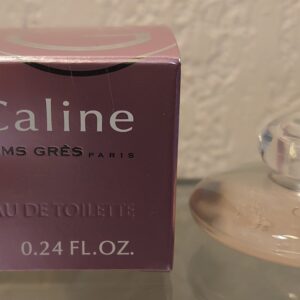 Caline
MS GRÈS PARIS
AU DE TOILETTE
0.24 FL.OZ.